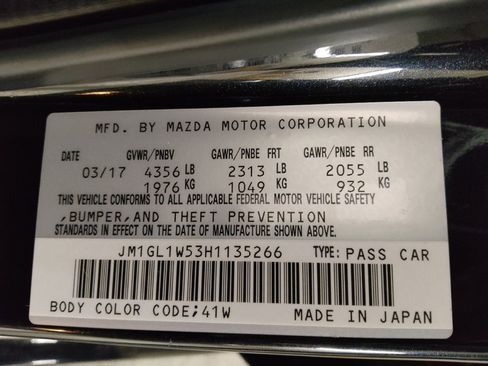 MFD. BY MAZDA MOTOR CORPORATION
DATE GVWR/PNBV GAWR/PNBE FRT GAWR/PNBE RR
03/17 4356 LB 2313 LB 2055 LB
1976 KG 1049 KG 932 KG
THIS VEHICLE CONFORMS TO ALL APPLICABLE FEDERAL MOTOR VEHICLE SAFETY
,BUMPER,AND THEFT PREVENTION
STANDARDS IN EFFECT ON THE DATE OF MANUFACTURE SHOWN ABOVE.
JM1GL1W53H1135266 TYPE: PASS CAR
BODY COLOR CODE;41W MADE IN JAPAN